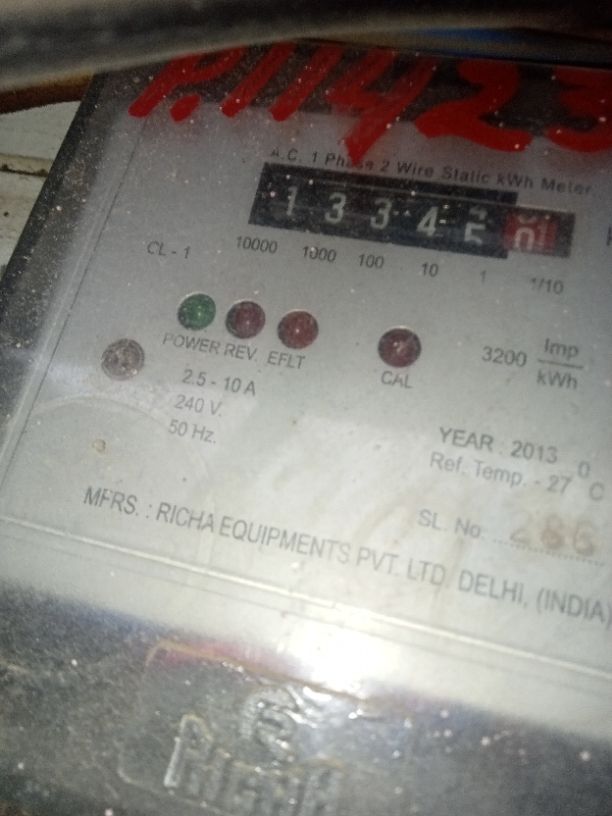 P.11423
A.C. 1 Phase 2 Wire Static kWh Meter
1 3 3 4
CL - 1 10000 1000 100 10 1 1/10
POWER REV. EFLT CAL
3200 Imp/kWh
2.5 - 10 A
240 V.
50 Hz.
YEAR . 2013
Ref. Temp. - 27 °C
SL. No. 286
MFRS. : RICHA EQUIPMENTS PVT. LTD. DELHI, (INDIA)